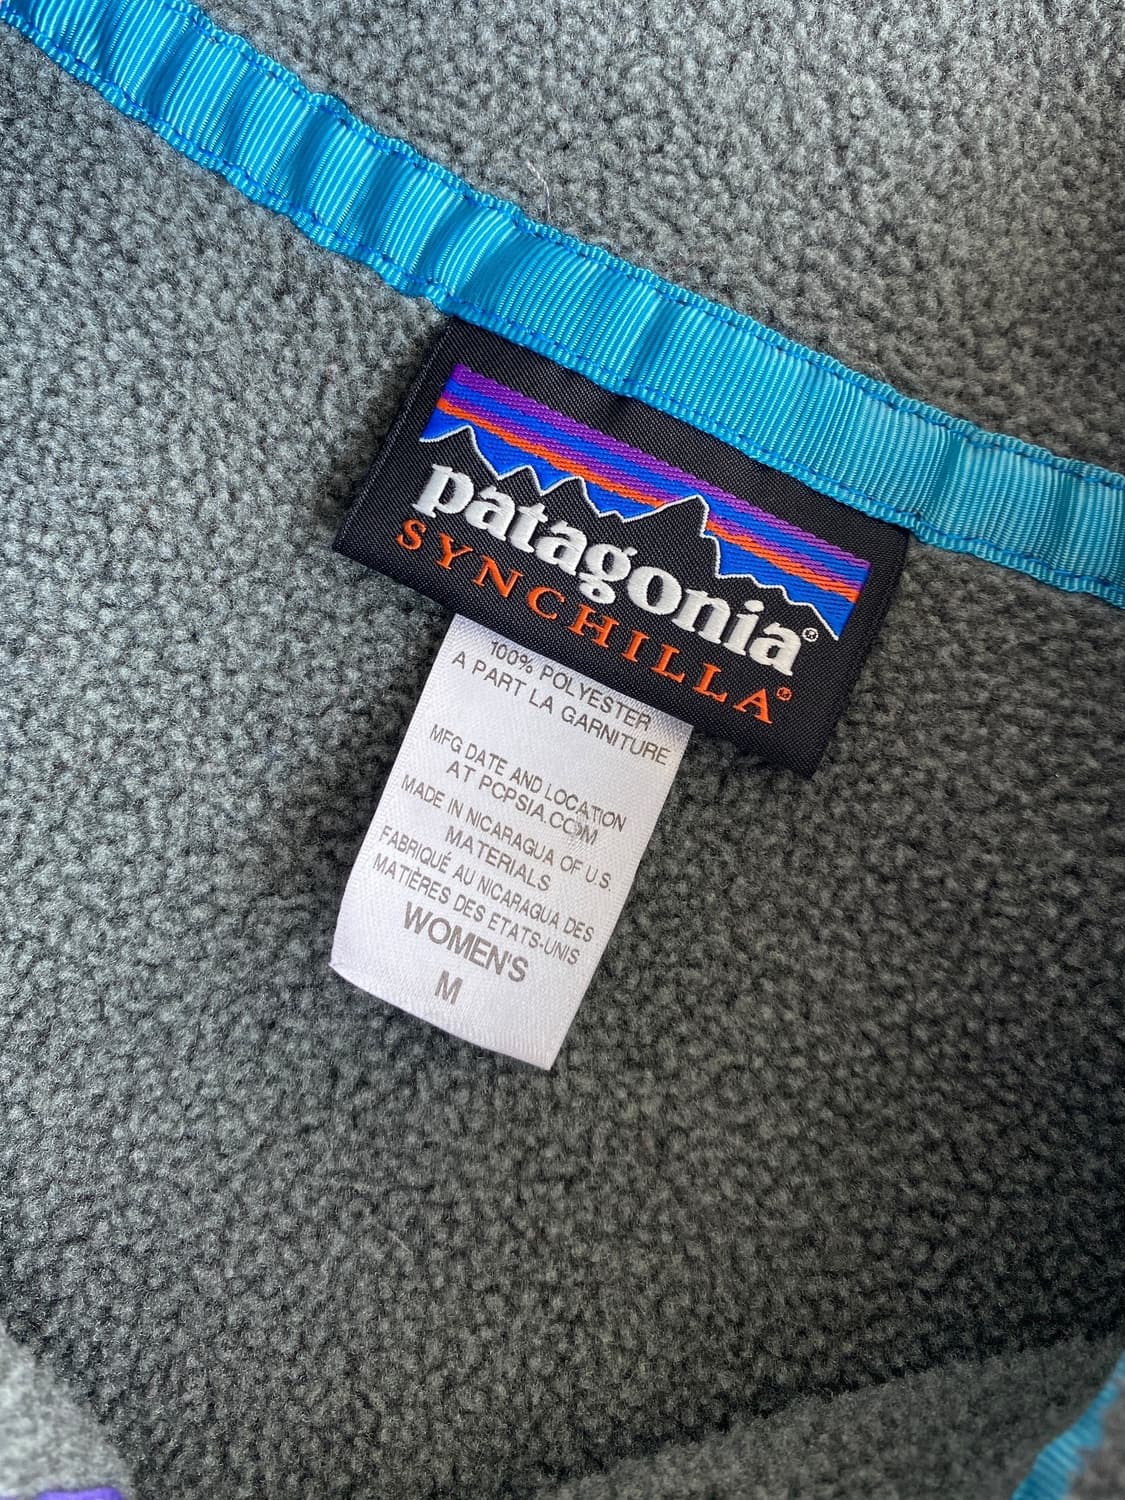 patagonia®
SYNCHILLA®
100% POLYESTER
A PART LA GARNITURE
MFG DATE AND LOCATION
AT PCPSIA.COM
MADE IN NICARAGUA OF U.S.
MATERIALS
FABRIQUÉ AU NICARAGUA DES
MATIÈRES DES ETATS-UNIS
WOMEN'S
M